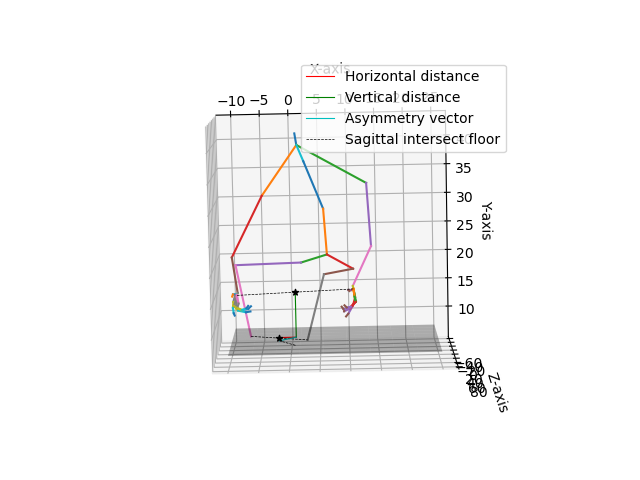 X-axis
Horizontal distance
Vertical distance
Asymmetry vector
Sagittal intersect floor
−10 −5 0 5
35
30
25
20
15
10
Y-axis
Z-axis